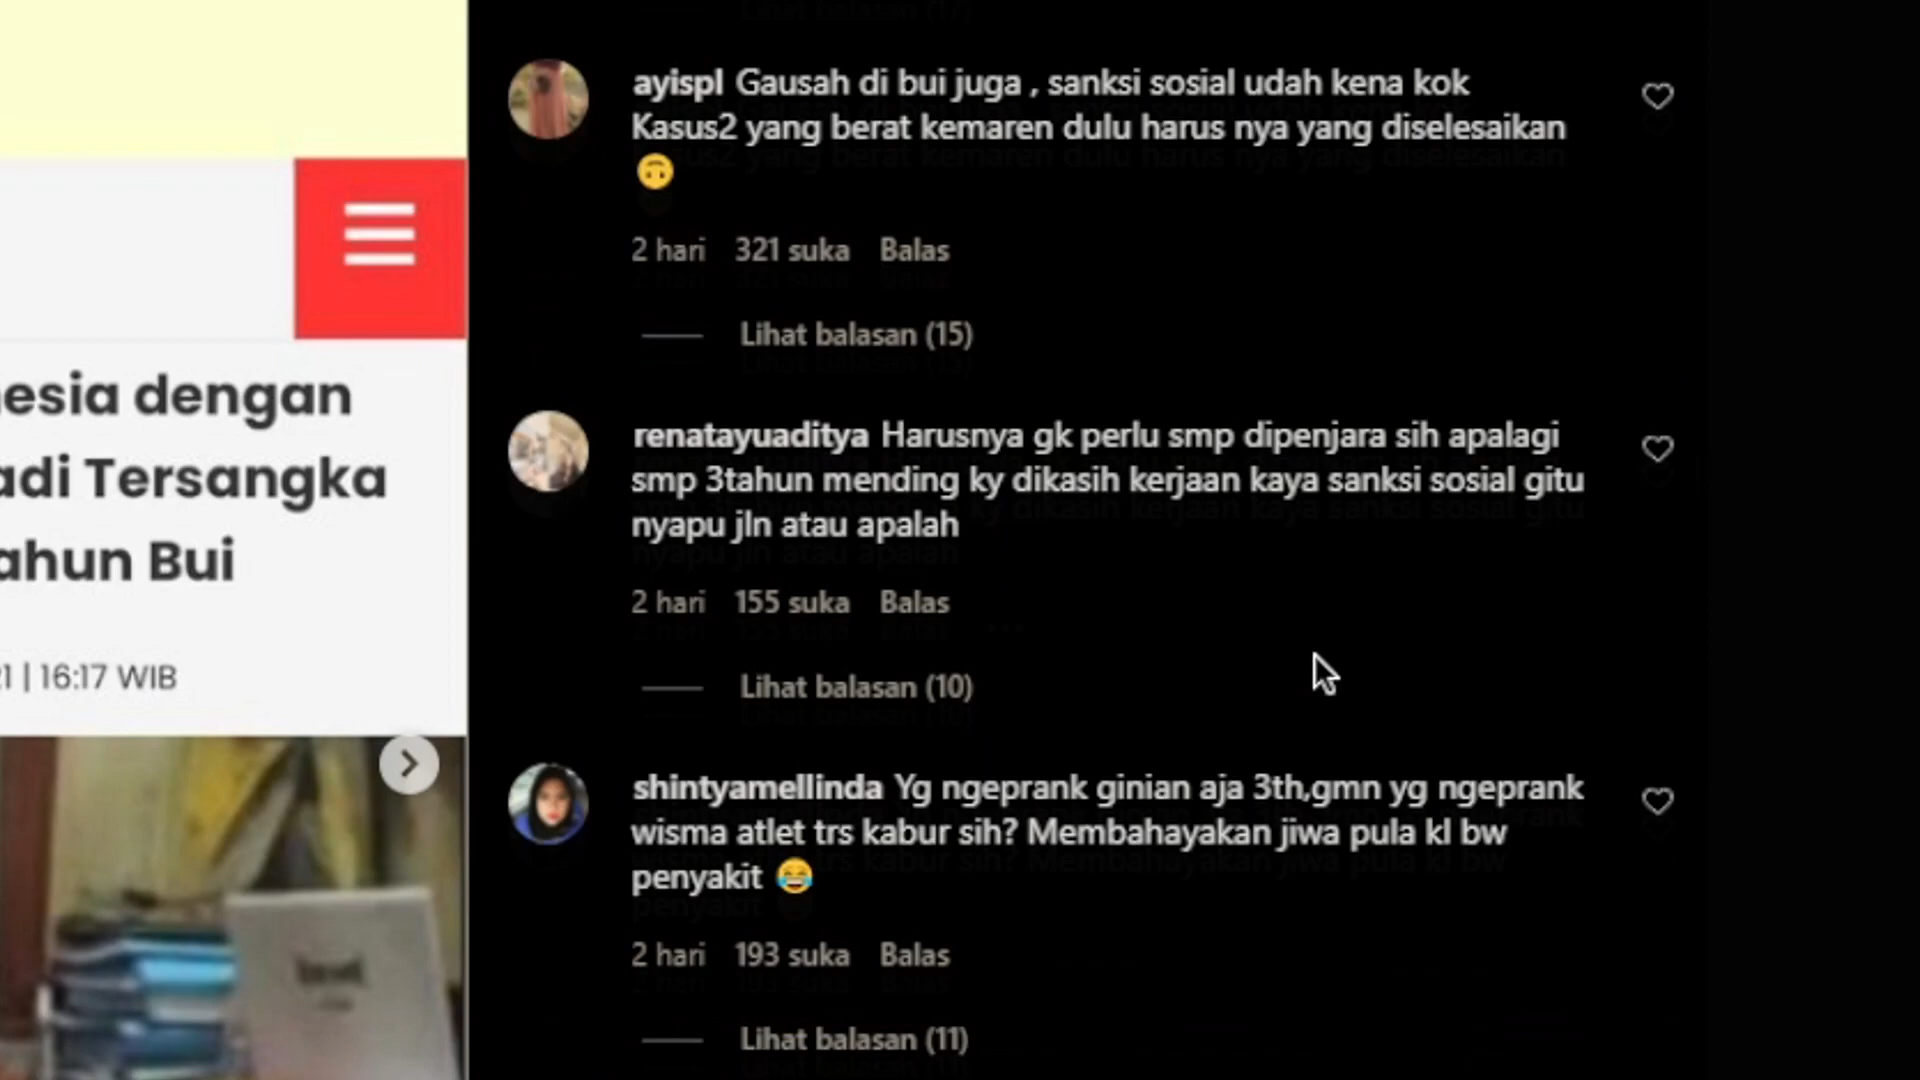 Lihat balasan (17)
ayispl Gausah di bui juga , sanksi sosial udah kena kok
Kasus2 yang berat kemaren dulu harus nya yang diselesaikan
🙃
2 hari 321 suka Balas
Lihat balasan (15)
renatayuaditya Harusnya gk perlu smp dipenjara sih apalagi
smp 3tahun mending ky dikasih kerjaan kaya sanksi sosial gitu
nyapu jln atau apalah
2 hari 155 suka Balas
Lihat balasan (10)
shintyamellinda Yg ngeprank ginian aja 3th,gmn yg ngeprank
wisma atlet trs kabur sih? Membahayakan jiwa pula kl bw
penyakit 😂
2 hari 193 suka Balas
Lihat balasan (11)
nesia dengan
adi Tersangka
ahun Bui
21 | 16:17 WIB